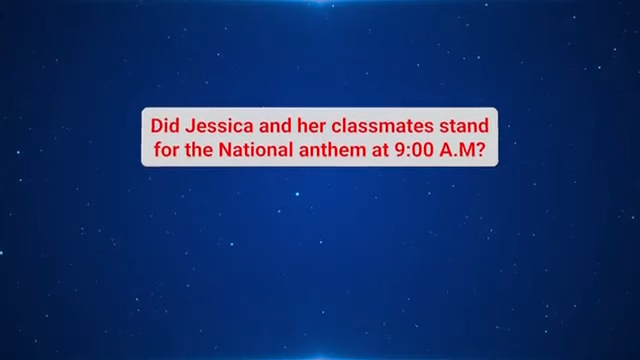 Did Jessica and her classmates stand
for the National anthem at 9:00 A.M?